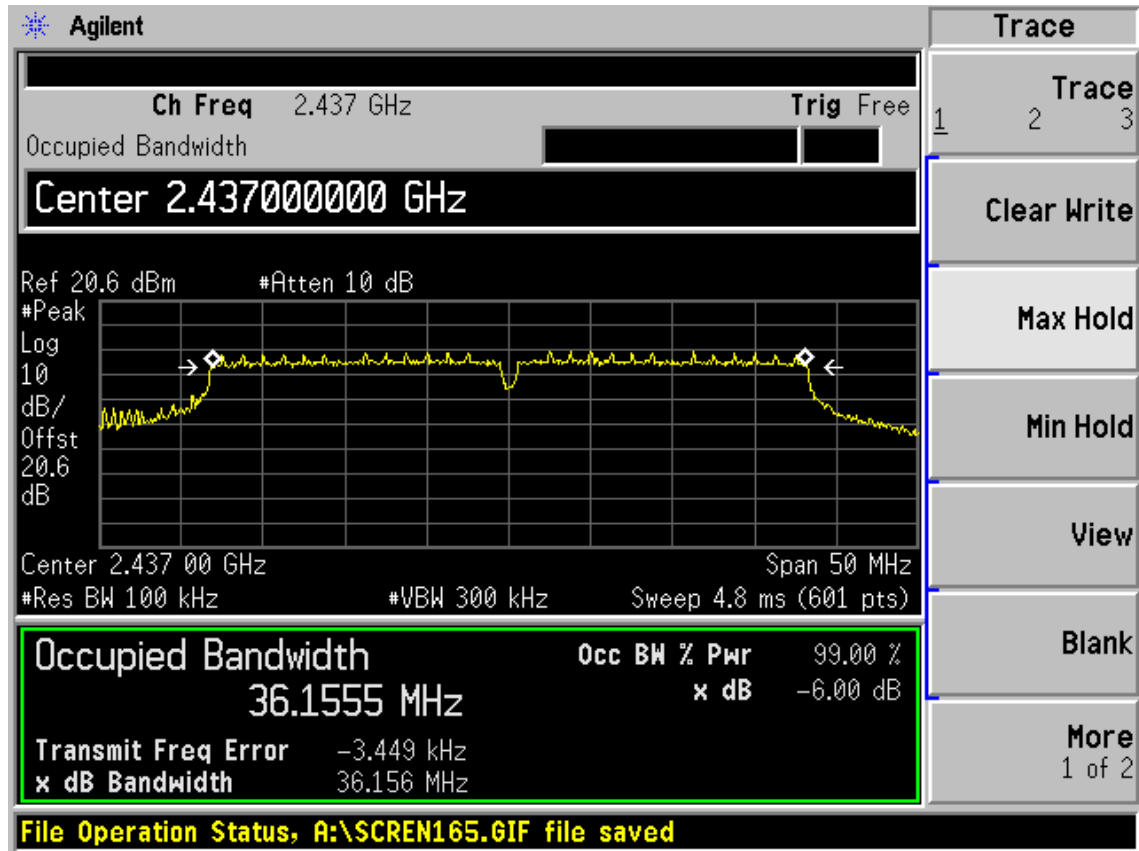 Agilent
Trace
Ch Freq 2.437 GHz Trig Free
Occupied Bandwidth
Center 2.437000000 GHz
Ref 20.6 dBm #Atten 10 dB
#Peak
Log
10
dB/
Offst
20.6
dB
Center 2.437 00 GHz Span 50 MHz
#Res BW 100 kHz #VBW 300 kHz Sweep 4.8 ms (601 pts)
Occupied Bandwidth
36.1555 MHz
Occ BW % Pwr 99.00 %
x dB -6.00 dB
Transmit Freq Error -3.449 kHz
x dB Bandwidth 36.156 MHz
File Operation Status, A:\SCREN165.GIF file saved
Trace
1 2 3
Clear Write
Max Hold
Min Hold
View
Blank
More
1 of 2